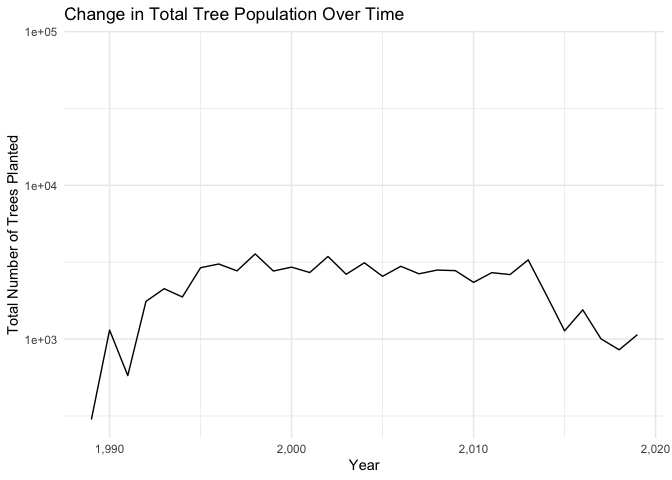 Change in Total Tree Population Over Time
1e+05
1e+04
1e+03
Total Number of Trees Planted
1,990
2,000
2,010
2,020
Year